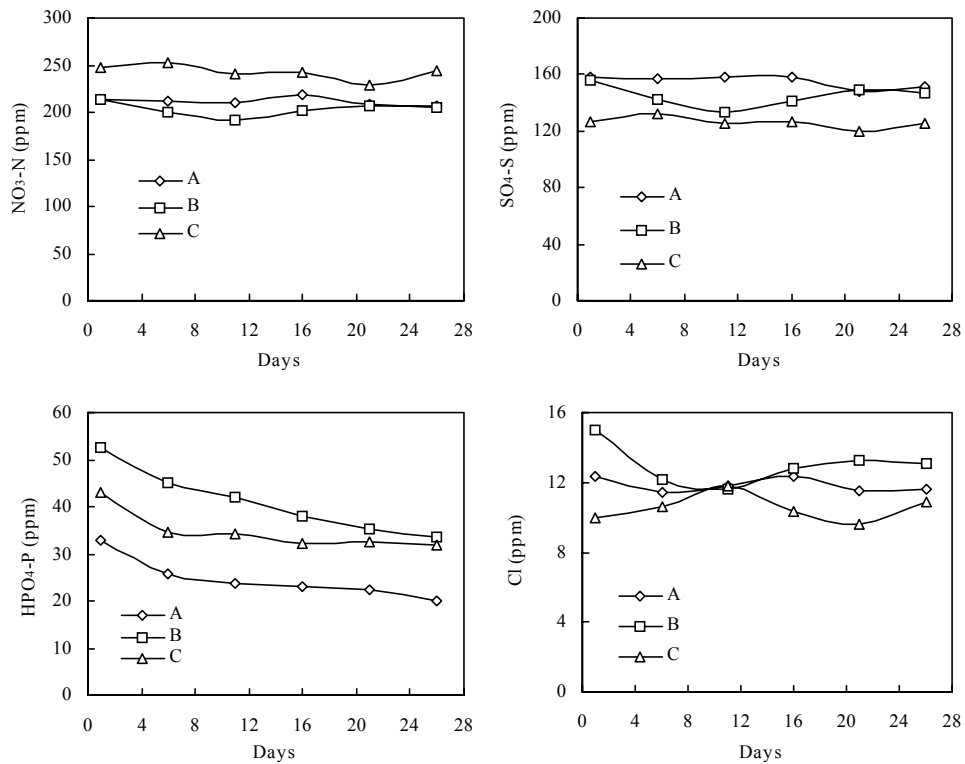 300
250
200
150
100
50
0
NO₃-N (ppm)
A
B
C
0 4 8 12 16 20 24 28
Days
200
160
120
80
40
0
SO₄-S (ppm)
A
B
C
0 4 8 12 16 20 24 28
Days
60
50
40
30
20
10
0
HPO₄-P (ppm)
A
B
C
0 4 8 12 16 20 24 28
Days
16
12
8
4
0
Cl (ppm)
A
B
C
0 4 8 12 16 20 24 28
Days